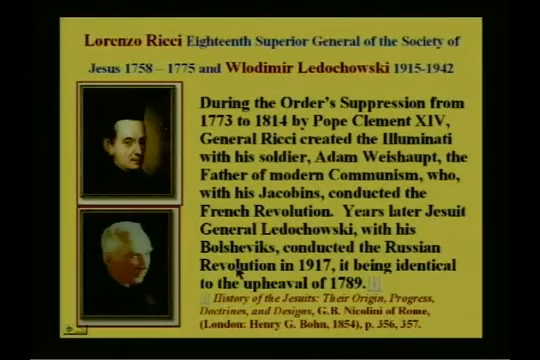 Lorenzo Ricci Eighteenth Superior General of the Society of
Jesus 1758 – 1775 and Wlodimir Ledochowski 1915-1942
During the Order's Suppression from
1773 to 1814 by Pope Clement XIV,
General Ricci created the Illuminati
with his soldier, Adam Weishaupt, the
Father of modern Communism, who,
with his Jacobins, conducted the
French Revolution. Years later Jesuit
General Ledochowski, with his
Bolsheviks, conducted the Russian
Revolution in 1917, it being identical
to the upheaval of 1789.[i]
[i] History of the Jesuits: Their Origin, Progress,
Doctrines, and Designs, G.B. Nicolini of Rome,
(London: Henry G. Bohn, 1854), p. 356, 357.